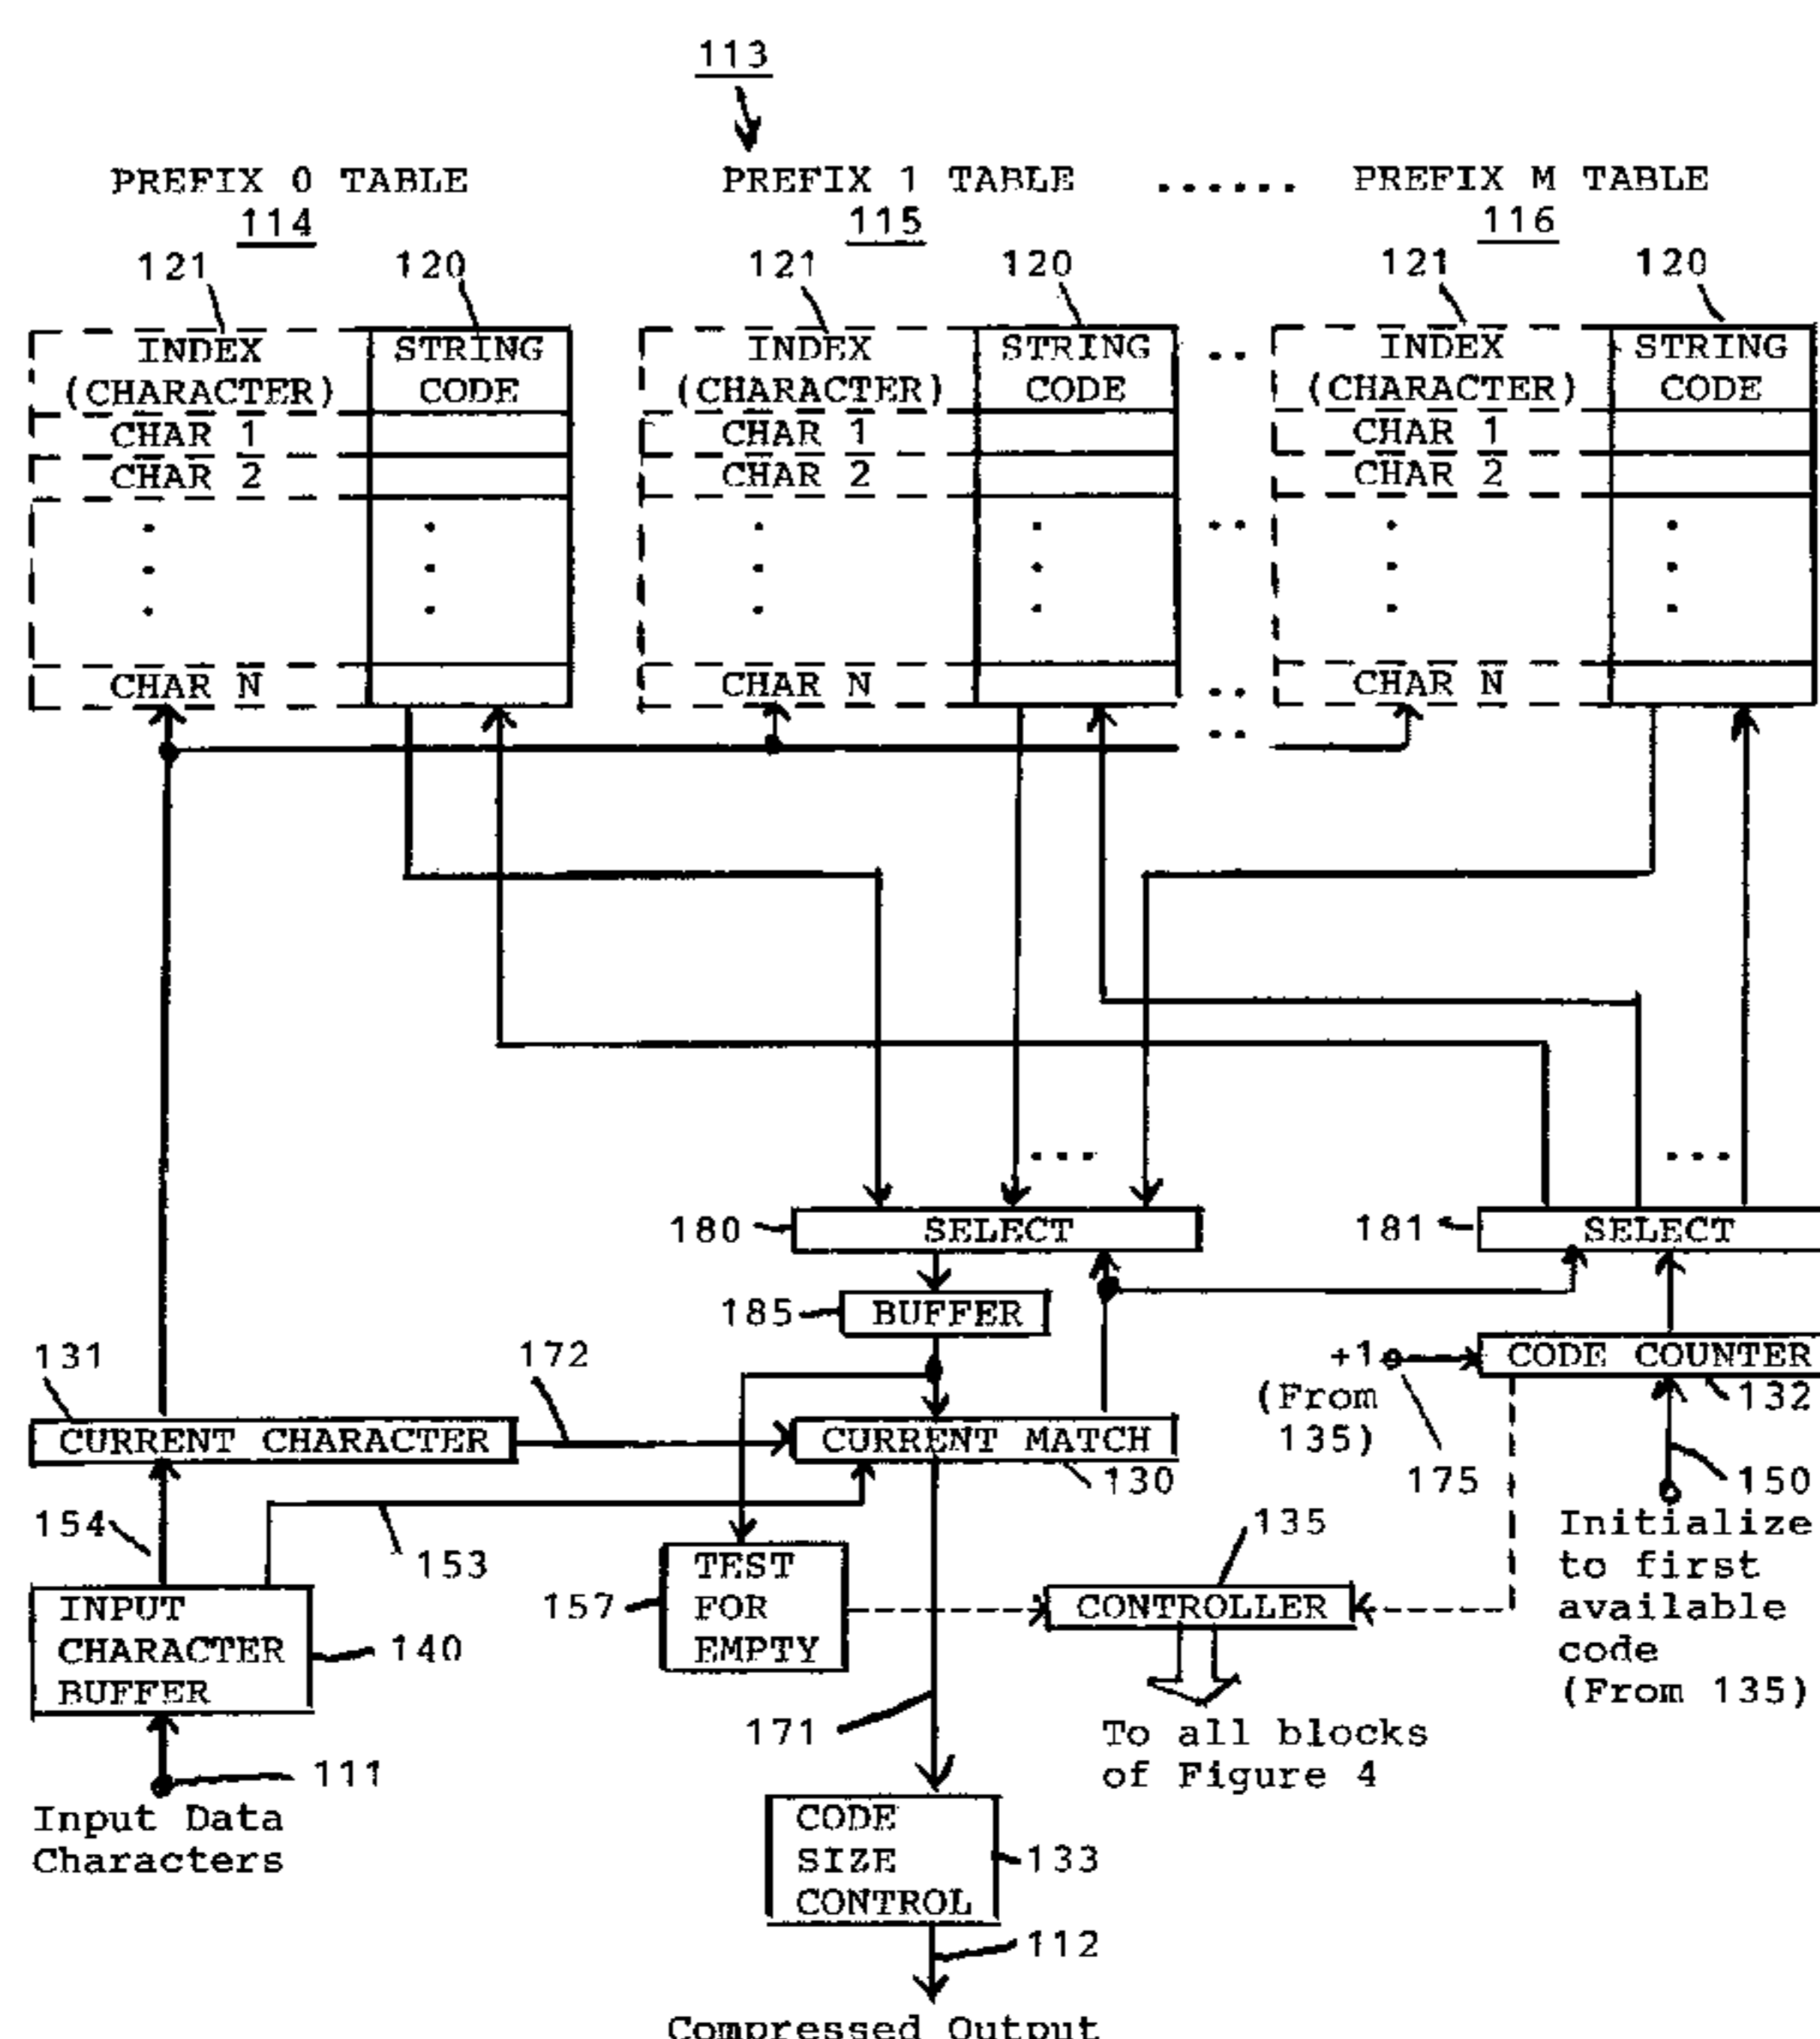 113
PREFIX 0 TABLE
PREFIX 1 TABLE
......
PREFIX M TABLE
114
115
116
121
120
121
120
121
120
INDEX
(CHARACTER)
STRING
CODE
INDEX
(CHARACTER)
STRING
CODE
..
INDEX
(CHARACTER)
STRING
CODE
CHAR 1
CHAR 1
CHAR 1
CHAR 2
CHAR 2
CHAR 2
CHAR N
CHAR N
CHAR N
...
...
180
SELECT
181
SELECT
185
BUFFER
131
172
+1
(From
135)
175
CODE COUNTER
132
CURRENT CHARACTER
CURRENT MATCH
130
150
Initialize
to first
available
code
(From 135)
154
153
135
INPUT
CHARACTER
BUFFER
140
157
TEST
FOR
EMPTY
CONTROLLER
171
To all blocks
of Figure 4
111
Input Data
Characters
CODE
SIZE
CONTROL
133
112
Compressed Output